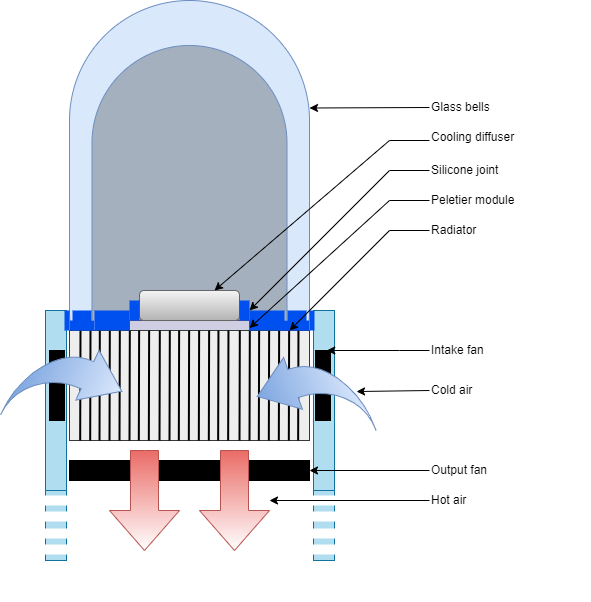 Glass bells
Cooling diffuser
Silicone joint
Peletier module
Radiator
Intake fan
Cold air
Output fan
Hot air